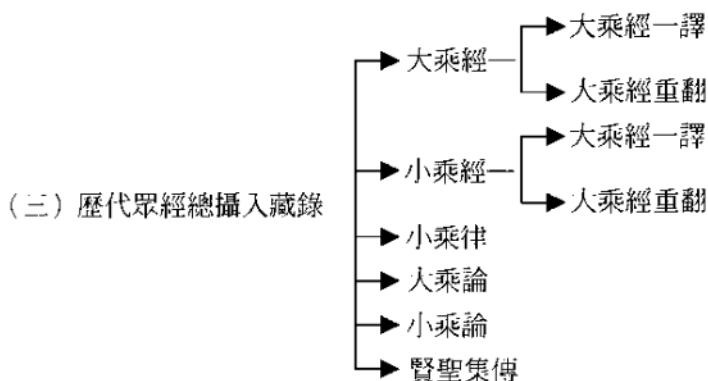 大乘經一譯
大乘經
大乘經重翻
大乘經一譯
小乘經
大乘經重翻
（三）歷代眾經總攝入藏錄
小乘律
大乘論
小乘論
賢聖集傳